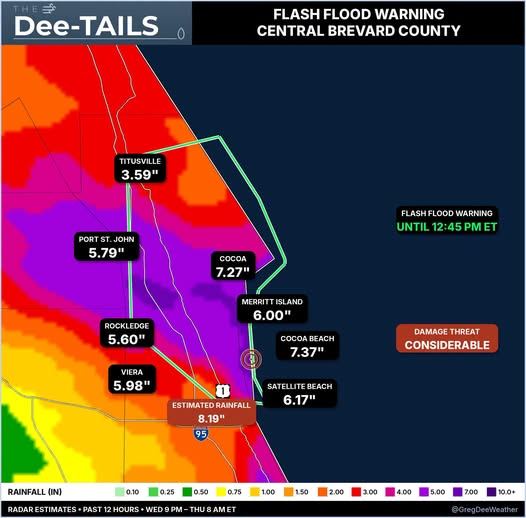 THE
Dee-TAILS
FLASH FLOOD WARNING
CENTRAL BREVARD COUNTY
TITUSVILLE
3.59"
FLASH FLOOD WARNING
UNTIL 12:45 PM ET
PORT ST. JOHN
5.79"
COCOA
7.27"
MERRITT ISLAND
6.00"
ROCKLEDGE
5.60"
COCOA BEACH
7.37"
DAMAGE THREAT
CONSIDERABLE
VIERA
5.98"
SATELLITE BEACH
6.17"
1
ESTIMATED RAINFALL
8.19"
95
RAINFALL (IN) 0.10 0.25 0.50 0.75 1.00 1.50 2.00 3.00 4.00 5.00 7.00 10.0+
RADAR ESTIMATES • PAST 12 HOURS • WED 9 PM – THU 8 AM ET
@GregDeeWeather